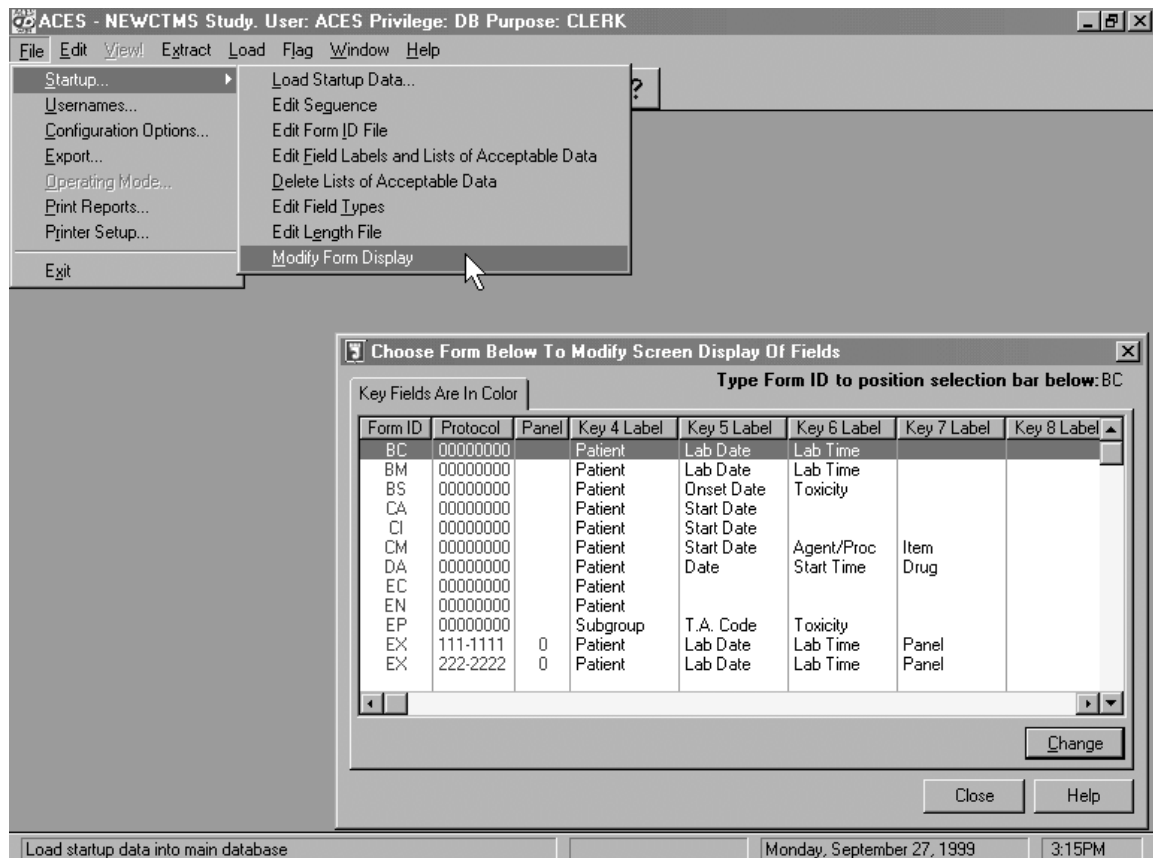 ACES - NEWCTMS Study. User: ACES Privilege: DB Purpose: CLERK
File Edit View! Extract Load Flag Window Help
Startup...
Usernames...
Configuration Options...
Export...
Operating Mode...
Print Reports...
Printer Setup...
Exit
Load Startup Data...
Edit Sequence
Edit Form ID File
Edit Field Labels and Lists of Acceptable Data
Delete Lists of Acceptable Data
Edit Field Types
Edit Length File
Modify Form Display
?
Choose Form Below To Modify Screen Display Of Fields
Type Form ID to position selection bar below: BC
Key Fields Are In Color
Form ID Protocol Panel Key 4 Label Key 5 Label Key 6 Label Key 7 Label Key 8 Label
BC 00000000 Patient Lab Date Lab Time
BM 00000000 Patient Lab Date Lab Time
BS 00000000 Patient Onset Date Toxicity
CA 00000000 Patient Start Date
CI 00000000 Patient Start Date
CM 00000000 Patient Start Date Agent/Proc Item
DA 00000000 Patient Date Start Time Drug
EC 00000000 Patient
EN 00000000 Patient
EP 00000000 Subgroup T.A. Code Toxicity
EX 111-1111 0 Patient Lab Date Lab Time Panel
EX 222-2222 0 Patient Lab Date Lab Time Panel
Change
Close Help
Load startup data into main database Monday, September 27, 1999 3:15PM